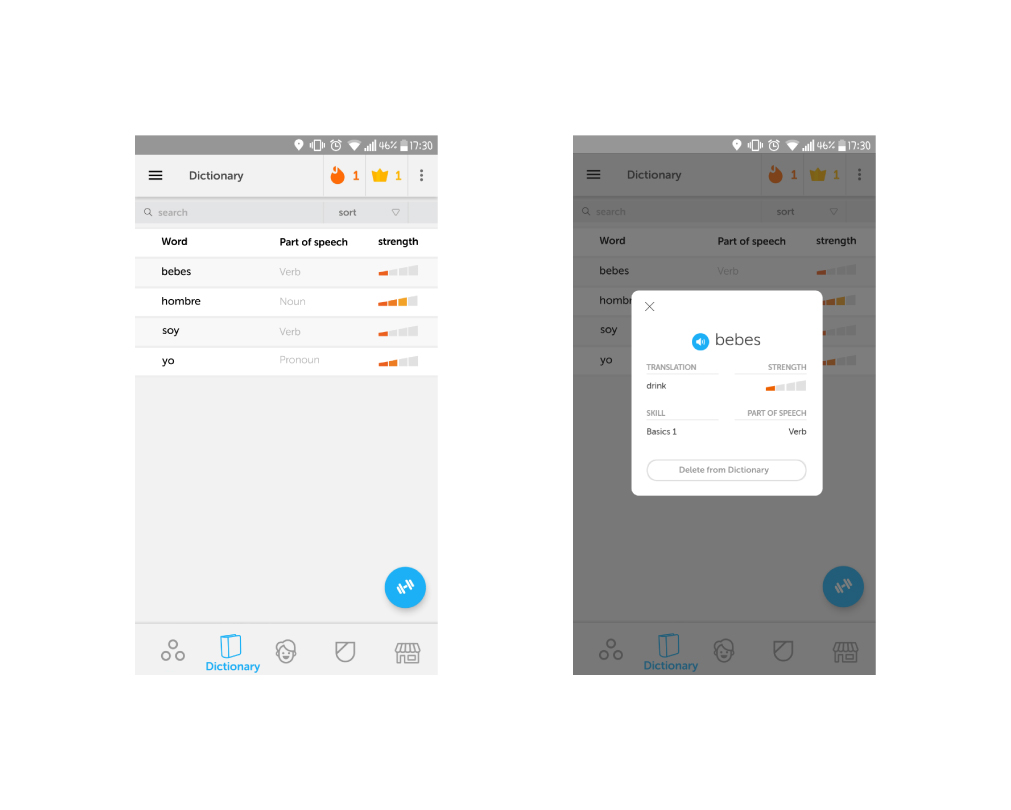 46% 17:30
Dictionary 1 1
search sort
Word Part of speech strength
bebes Verb
hombre Noun
soy Verb
yo Pronoun
Dictionary
46% 17:30
Dictionary 1 1
search sort
Word Part of speech strength
bebes Verb
hombr
soy
yo
bebes
TRANSLATION STRENGTH
drink
SKILL PART OF SPEECH
Basics 1 Verb
Delete from Dictionary
Dictionary